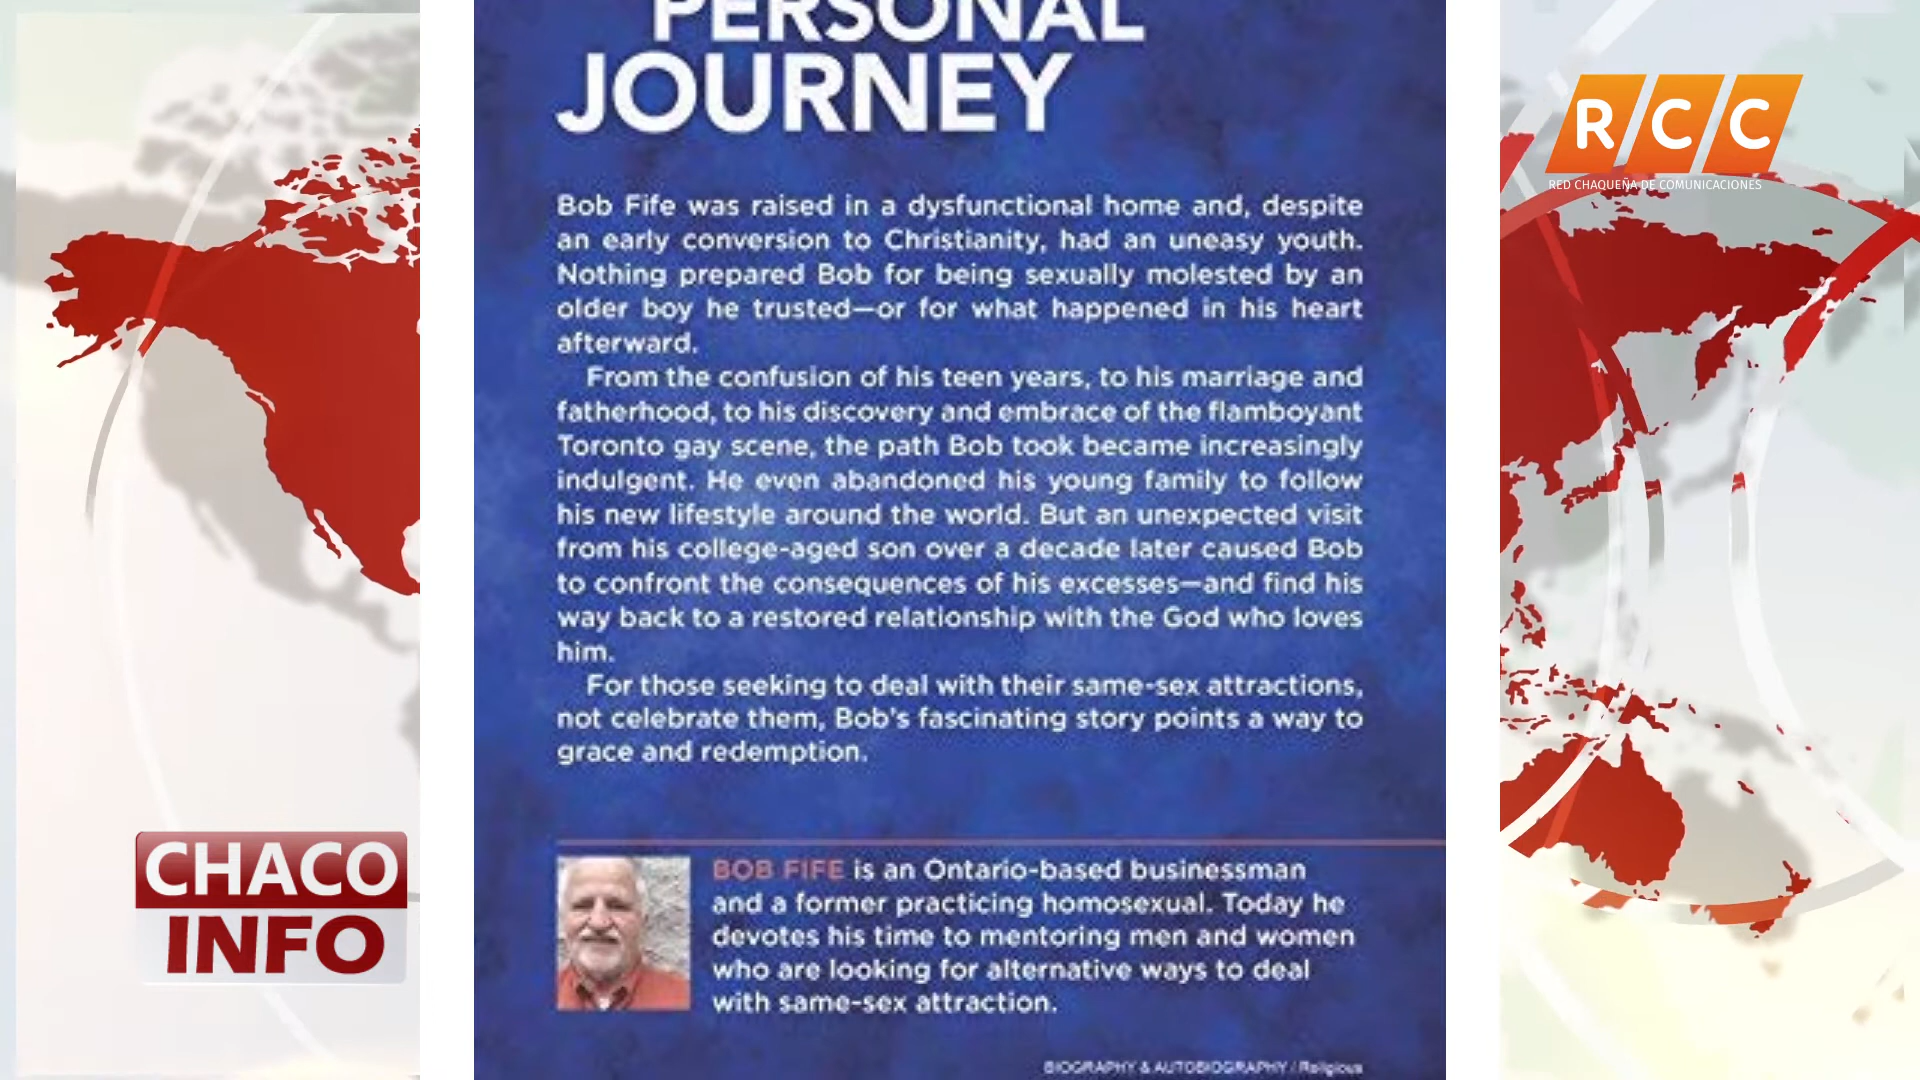 PERSONAL
JOURNEY
Bob Fife was raised in a dysfunctional home and, despite
an early conversion to Christianity, had an uneasy youth.
Nothing prepared Bob for being sexually molested by an
older boy he trusted—or for what happened in his heart
afterward.
From the confusion of his teen years, to his marriage and
fatherhood, to his discovery and embrace of the flamboyant
Toronto gay scene, the path Bob took became increasingly
indulgent. He even abandoned his young family to follow
his new lifestyle around the world. But an unexpected visit
from his college-aged son over a decade later caused Bob
to confront the consequences of his excesses—and find his
way back to a restored relationship with the God who loves
him.
For those seeking to deal with their same-sex attractions,
not celebrate them, Bob's fascinating story points a way to
grace and redemption.
BOB FIFE is an Ontario-based businessman
and a former practicing homosexual. Today he
devotes his time to mentoring men and women
who are looking for alternative ways to deal
with same-sex attraction.
BIOGRAPHY & AUTOBIOGRAPHY / Religious
CHACO
INFO
RCC
RED CHAQUEÑA DE COMUNICACIONES